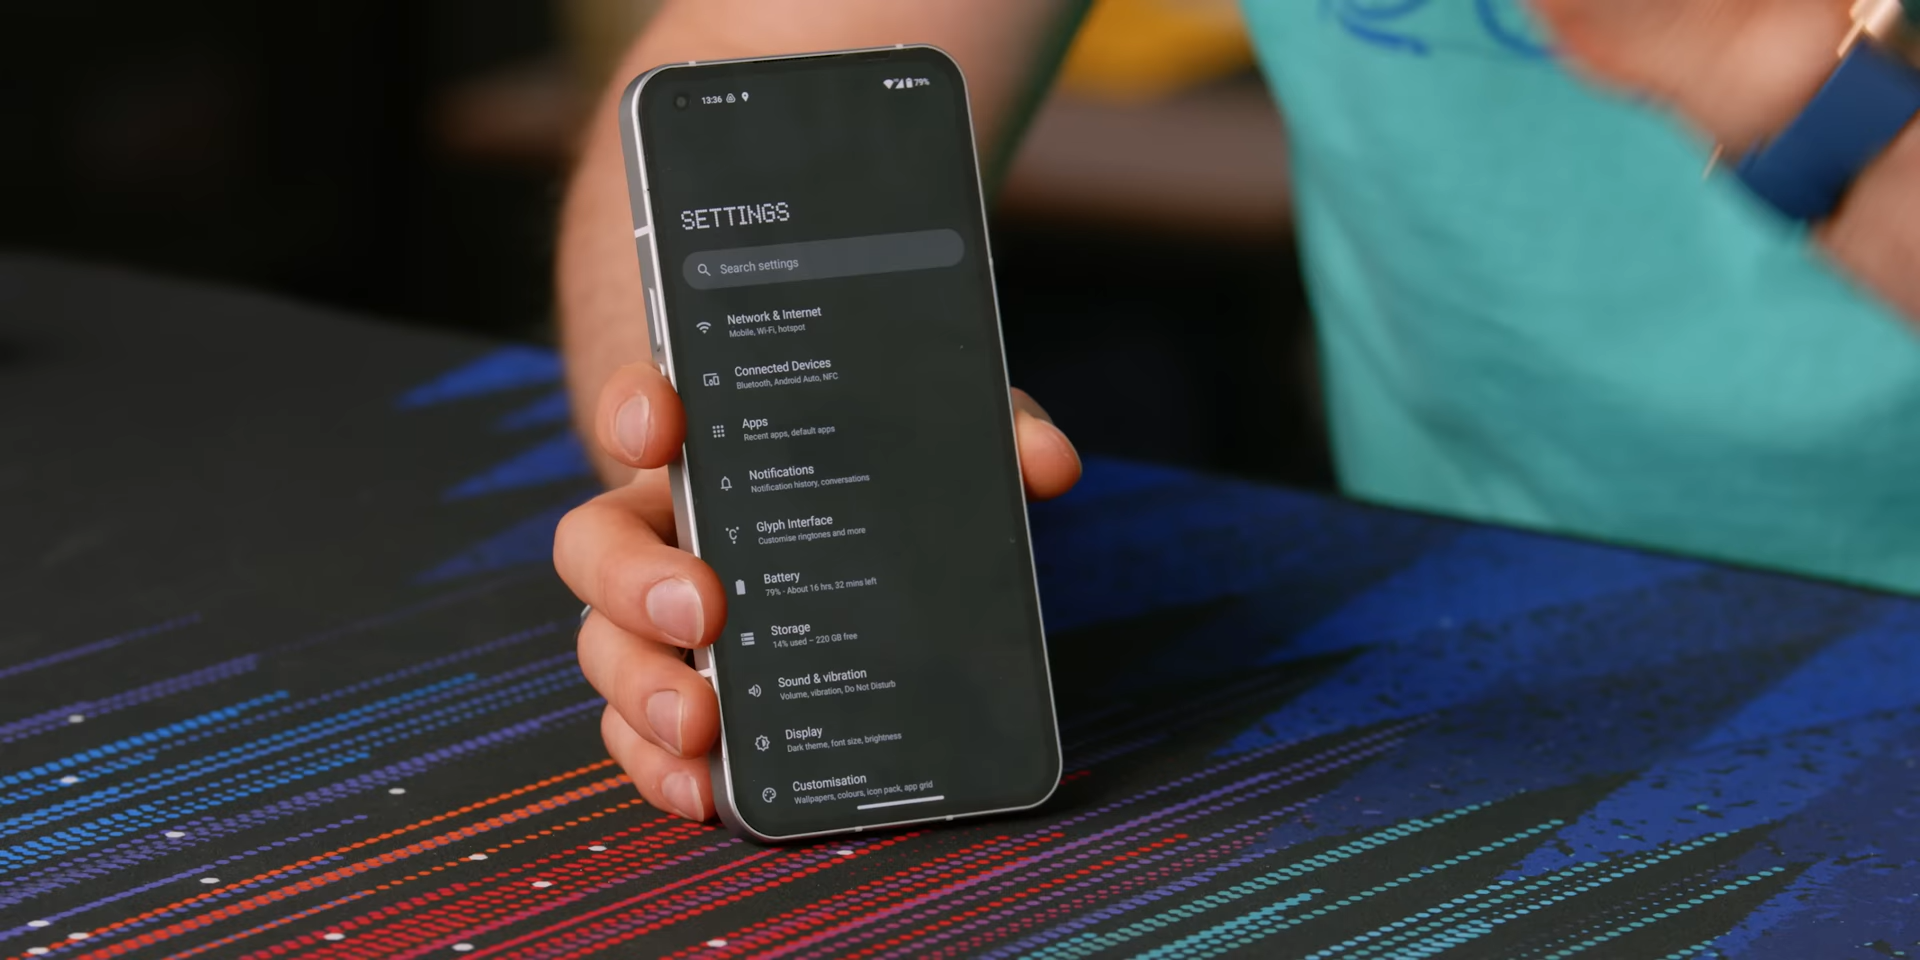 13:36 79%
SETTINGS
Search settings
Network & Internet
Mobile, Wi-Fi, hotspot
Connected Devices
Bluetooth, Android Auto, NFC
Apps
Recent apps, default apps
Notifications
Notification history, conversations
Glyph Interface
Customise ringtones and more
Battery
79% - About 16 hrs, 32 mins left
Storage
14% used – 220 GB free
Sound & vibration
Volume, vibration, Do Not Disturb
Display
Dark theme, font size, brightness
Customisation
Wallpapers, colours, icon pack, app grid